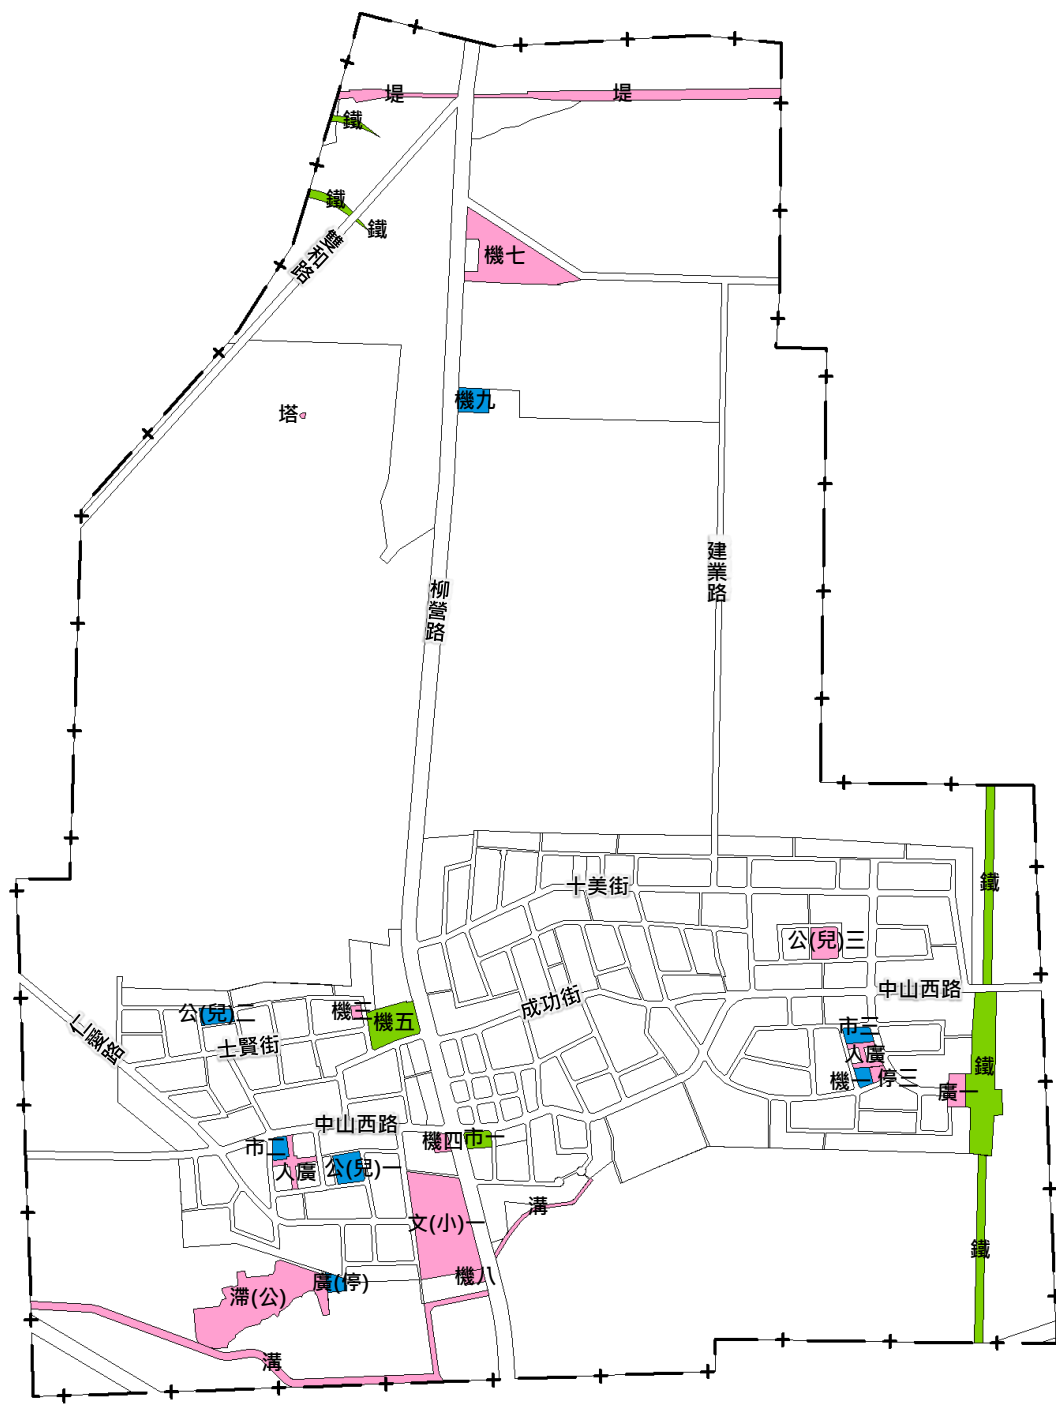 堤
堤
鐵
鐵
鐵
雙和路
機七
機九
塔
建業路
柳營路
十美街
鐵
公(兒)三
中山西路
成功街
公(兒)二
機三
機五
仁愛路
士賢街
市三
人廣
機一
停三
鐵
廣一
中山西路
市二
機四
市一
人廣
公(兒)一
文(小)一
溝
鐵
機八
廣(停)
滯(公)
溝